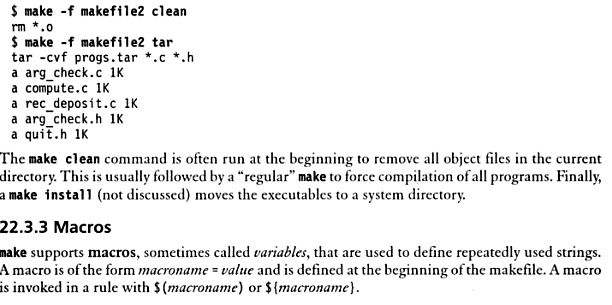 $ make -f makefile2 clean
rm *.o
$ make -f makefile2 tar
tar -cvf progs.tar *.c *.h
a arg_check.c 1K
a compute.c 1K
a rec_deposit.c 1K
a arg_check.h 1K
a quit.h 1K
The make clean command is often run at the beginning to remove all object files in the current
directory. This is usually followed by a “regular” make to force compilation of all programs. Finally,
a make install (not discussed) moves the executables to a system directory.
22.3.3 Macros
make supports macros, sometimes called variables, that are used to define repeatedly used strings.
A macro is of the form macroname = value and is defined at the beginning of the makefile. A macro
is invoked in a rule with $(macroname) or ${macroname}.